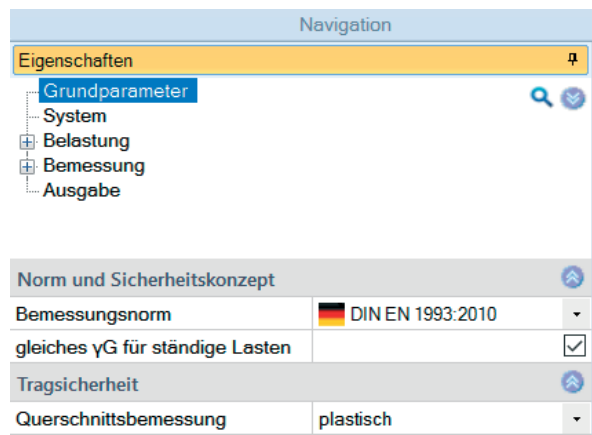 Navigation
Eigenschaften
Grundparameter
System
Belastung
Bemessung
Ausgabe
Norm und Sicherheitskonzept
Bemessungsnorm DIN EN 1993:2010
gleiches γG für ständige Lasten
Tragsicherheit
Querschnittsbemessung plastisch